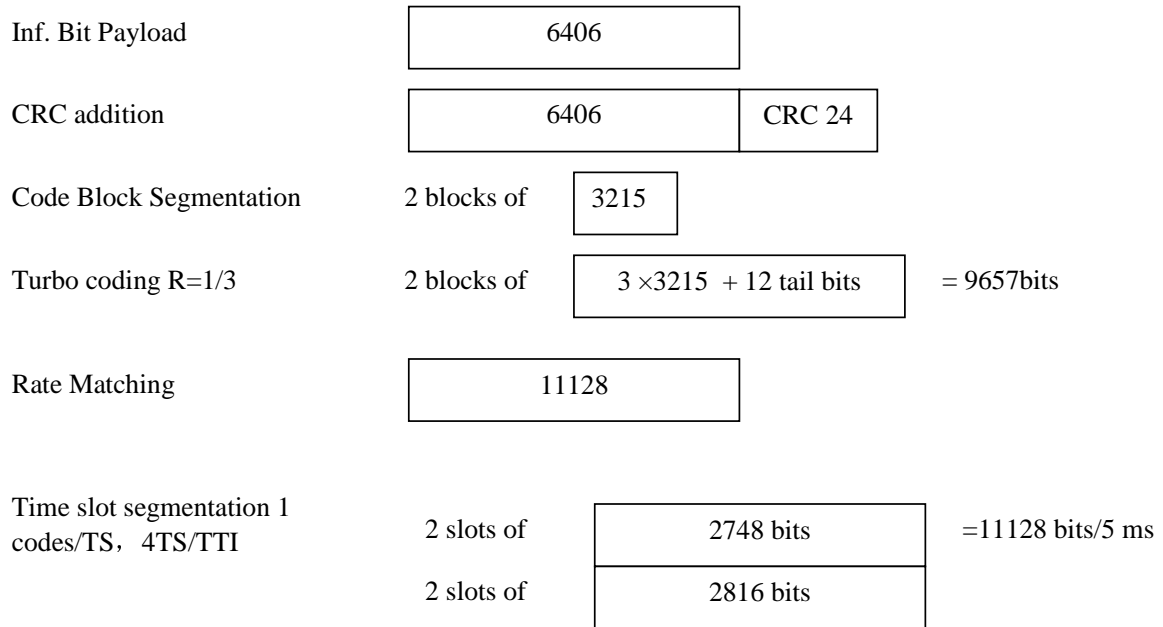 Inf. Bit Payload 6406
CRC addition 6406 CRC 24
Code Block Segmentation 2 blocks of 3215
Turbo coding R=1/3 2 blocks of 3 ×3215 + 12 tail bits = 9657bits
Rate Matching 11128
Time slot segmentation 1
codes/TS，4TS/TTI 2 slots of 2748 bits =11128 bits/5 ms
2 slots of 2816 bits